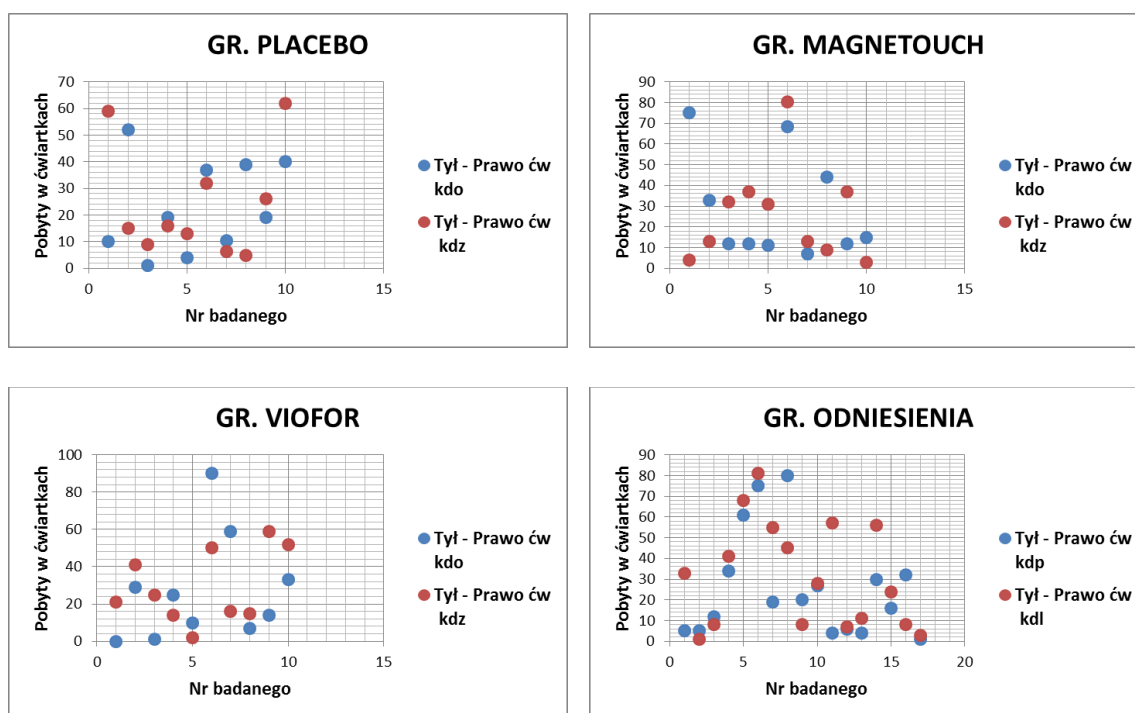 GR. PLACEBO
Pobyty w ćwiartkach
70
60
50
40
30
20
10
0
0 5 10 15
Nr badanego
Tył - Prawo ćw
kdo
Tył - Prawo ćw
kdz
GR. MAGNETOUCH
Pobyty w ćwiartkach
90
80
70
60
50
40
30
20
10
0
0 5 10 15
Nr badanego
Tył - Prawo ćw
kdo
Tył - Prawo ćw
kdz
GR. VIOFOR
Pobyty w ćwiartkach
100
80
60
40
20
0
0 5 10 15
Nr badanego
Tył - Prawo ćw
kdo
Tył - Prawo ćw
kdz
GR. ODNIESIENIA
Pobyty w ćwiartkach
90
80
70
60
50
40
30
20
10
0
0 5 10 15 20
Nr badanego
Tył - Prawo ćw
kdp
Tył - Prawo ćw
kdl